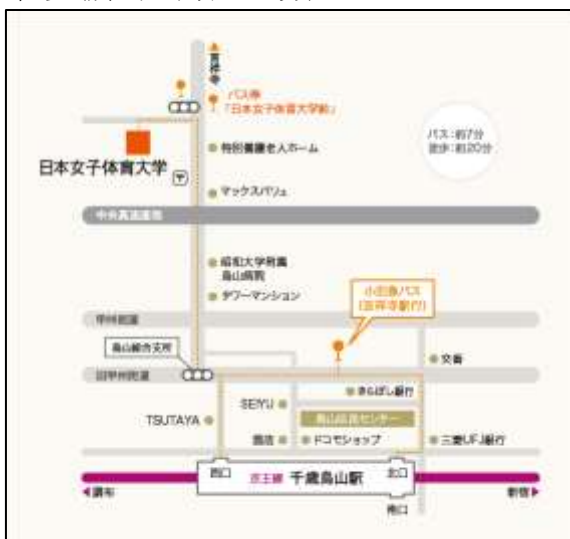 吉祥寺
バス停
「日本女子体育大学前」
バス:約7分
徒歩:約20分
特別養護老人ホーム
日本女子体育大学
マックスバリュ
中央高速道路
昭和大学附属
烏山病院
タワーマンション
小田急バス
(吉祥寺駅行)
甲州街道
烏山総合支所
交番
旧甲州街道
きらぼし銀行
SEIYU
烏山区民センター
TSUTAYA
ドコモショップ
三菱UFJ銀行
西口
京王線 千歳烏山駅
北口
調布
新宿
南口